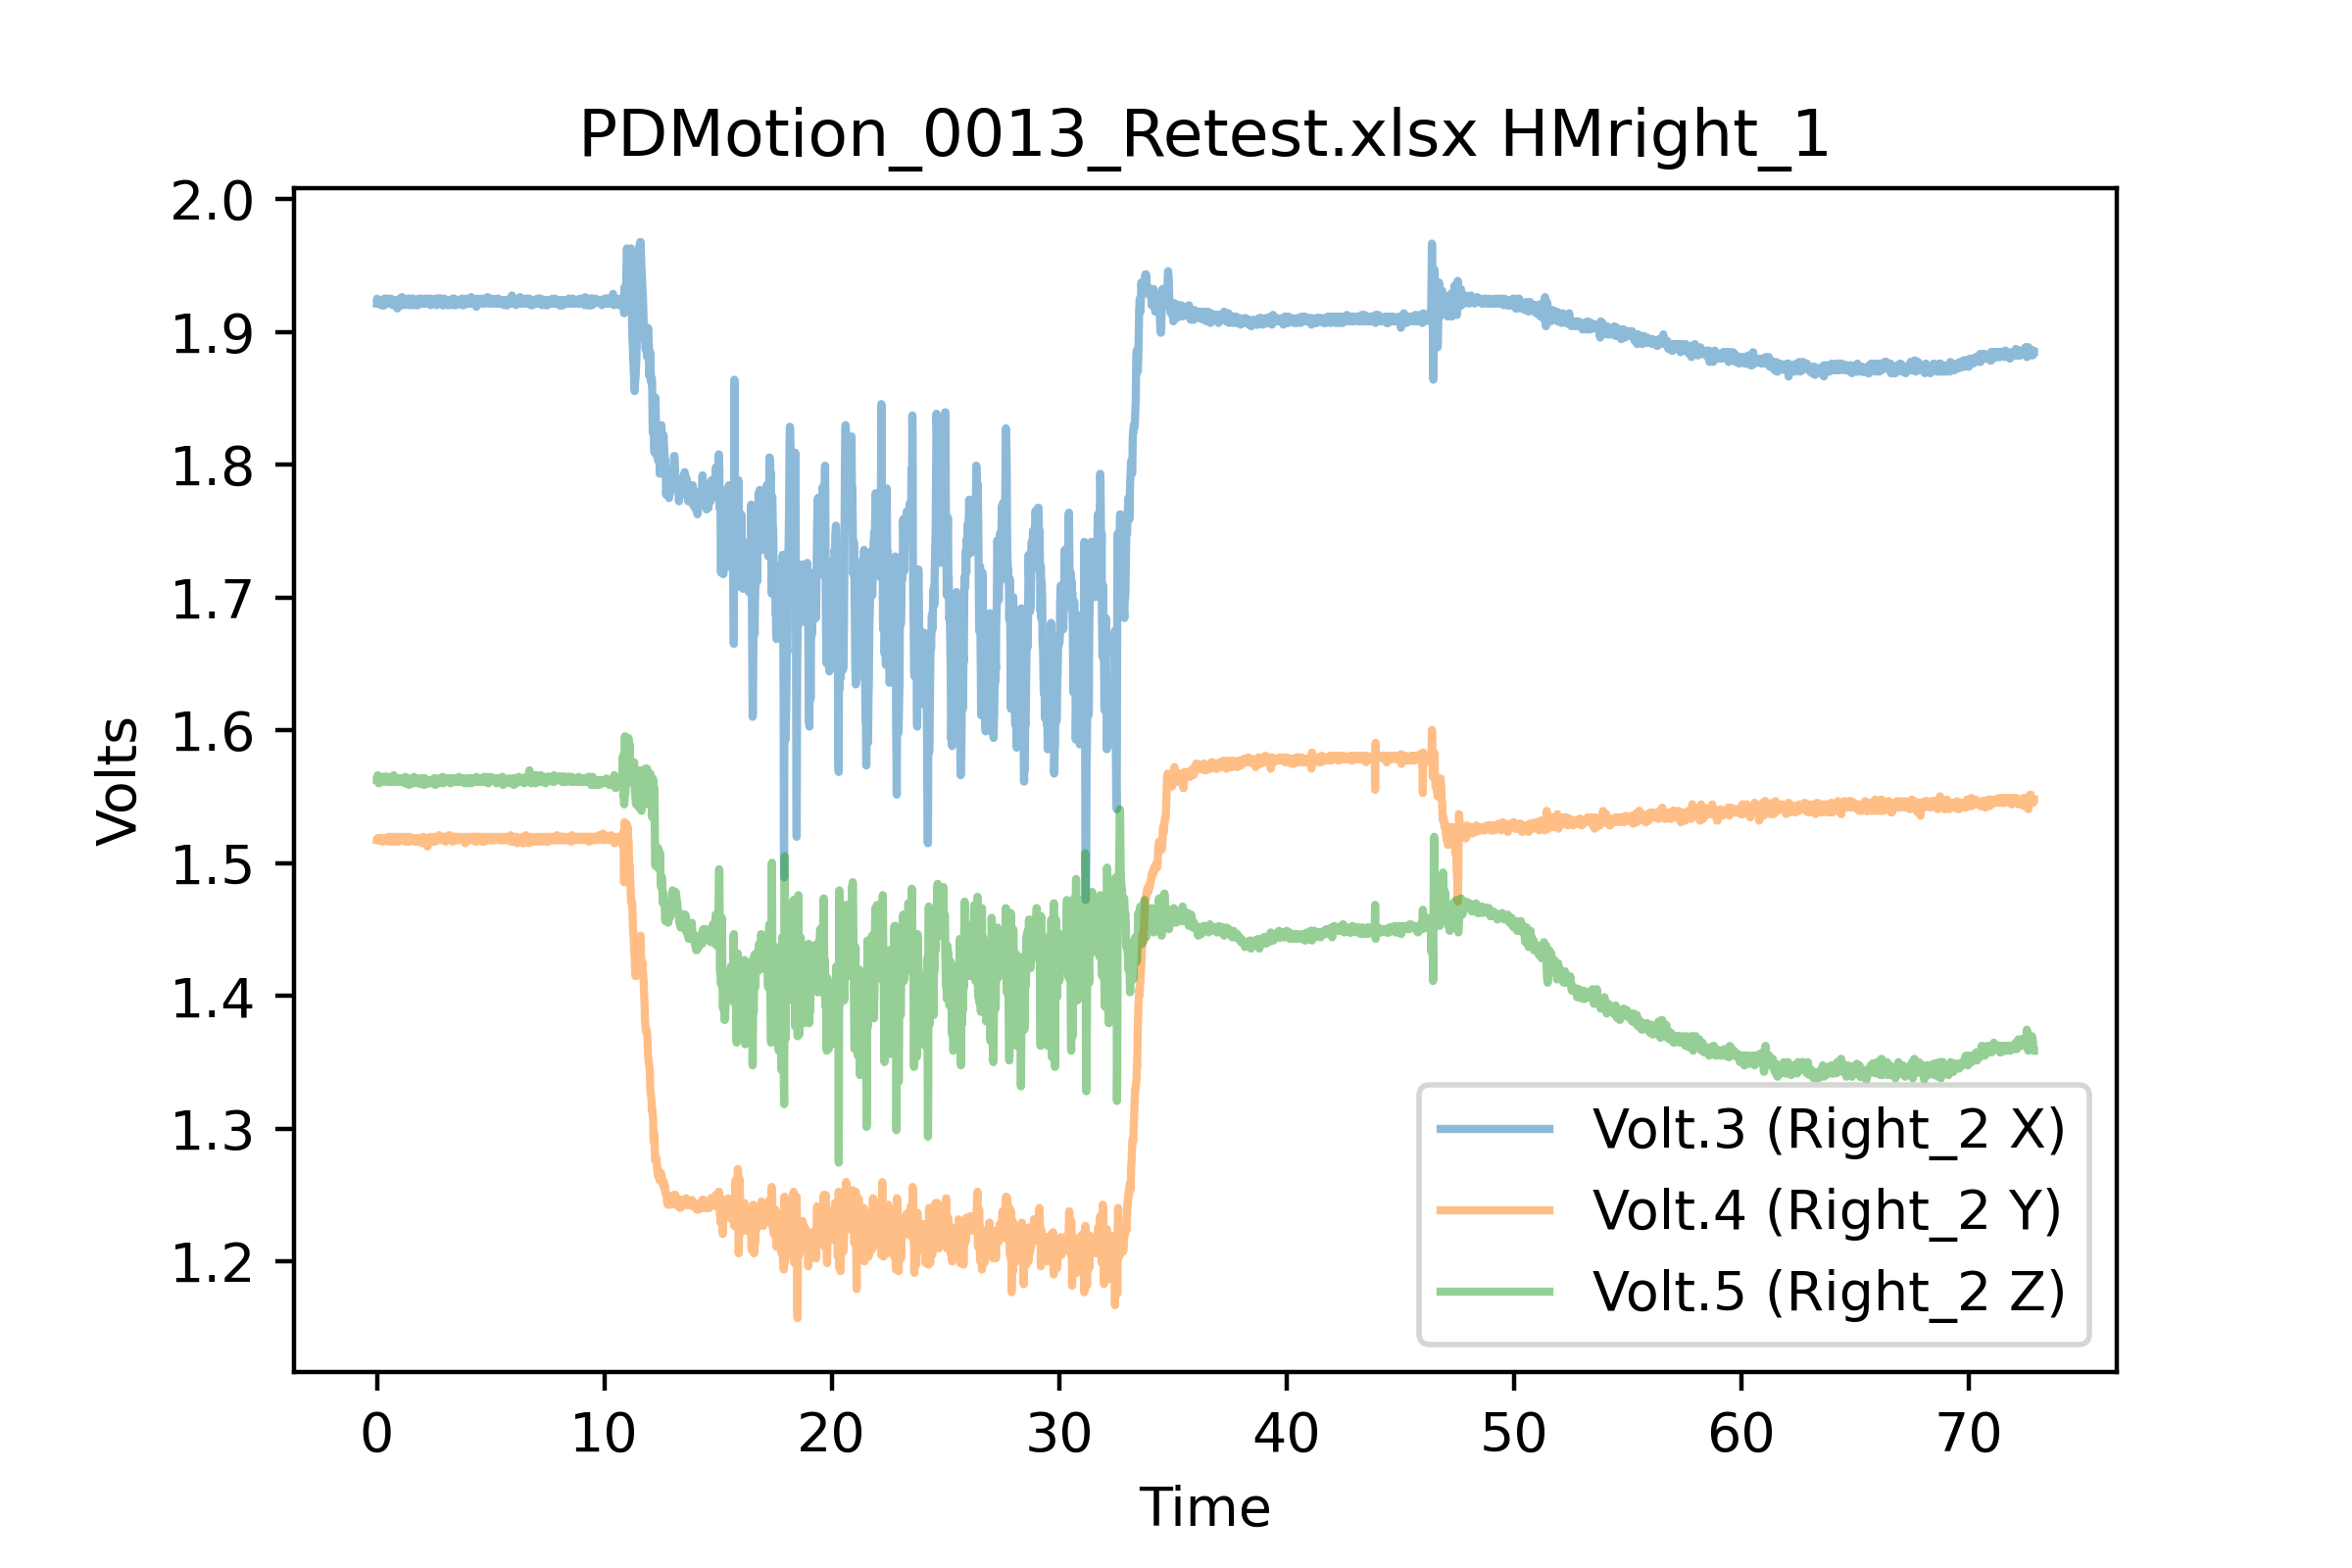 PDMotion_0013_Retest.xlsx HMright_1
2.0
1.9
1.8
1.7
1.6
1.5
1.4
1.3
1.2
Volts
Volt.3 (Right_2 X)
Volt.4 (Right_2 Y)
Volt.5 (Right_2 Z)
0 10 20 30 40 50 60 70
Time